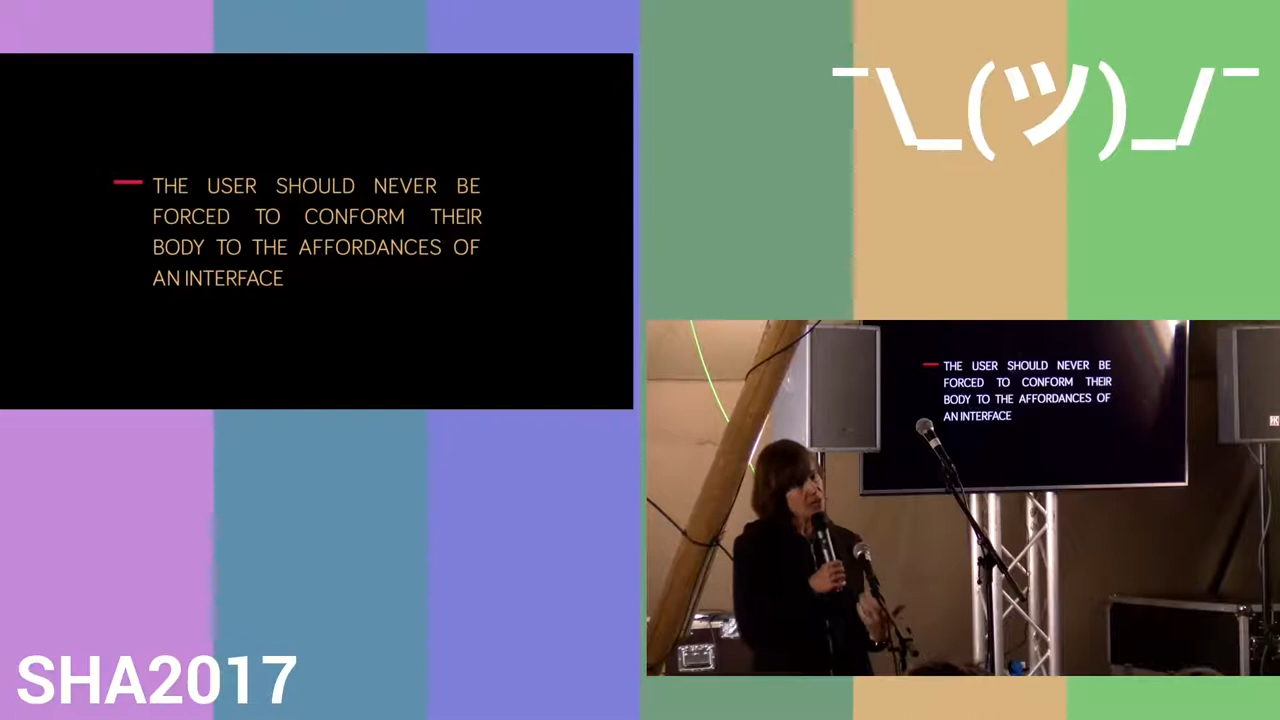 ¯\_(ツ)_/¯
THE USER SHOULD NEVER BE
FORCED TO CONFORM THEIR
BODY TO THE AFFORDANCES OF
AN INTERFACE
THE USER SHOULD NEVER BE
FORCED TO CONFORM THEIR
BODY TO THE AFFORDANCES OF
AN INTERFACE
SHA2017